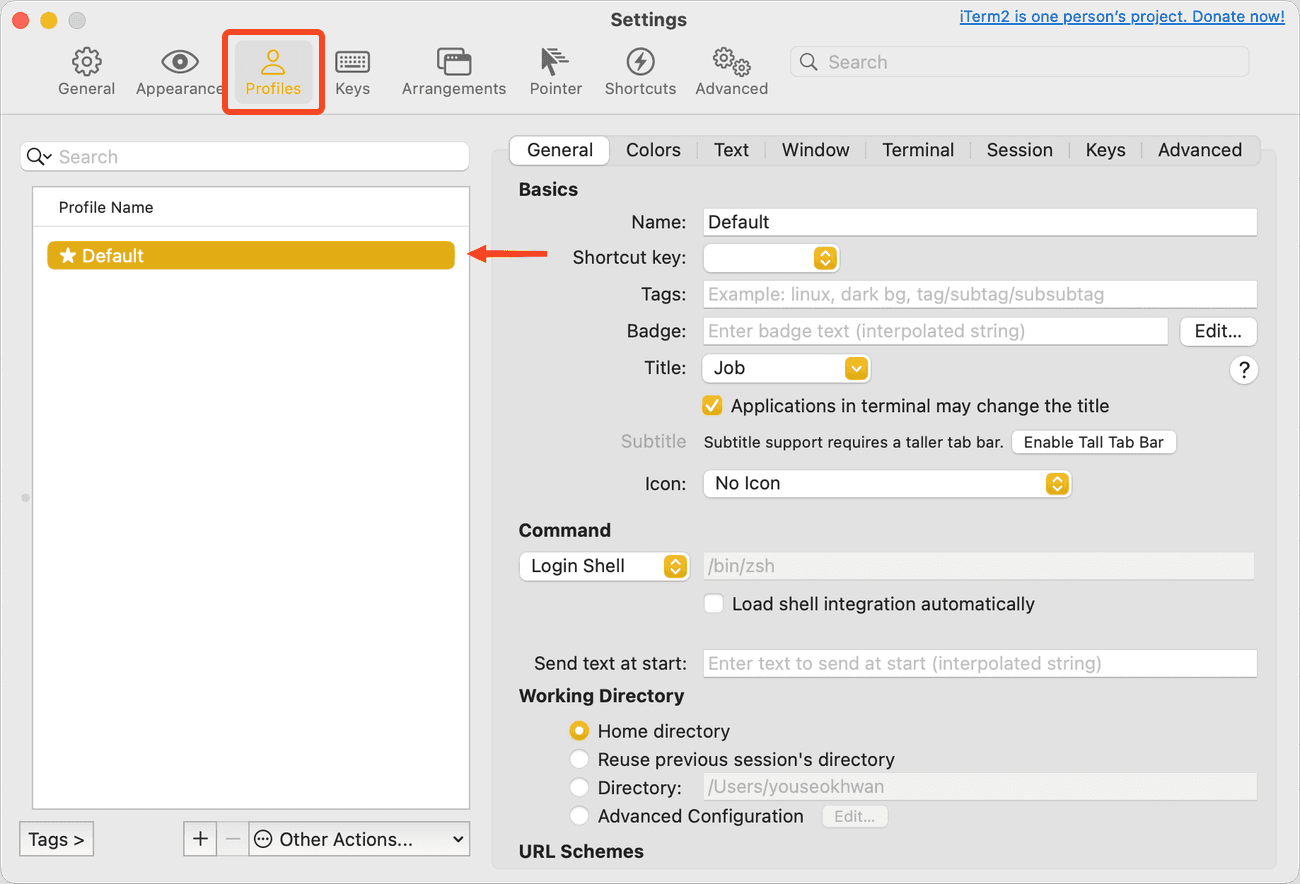 Settings
iTerm2 is one person's project. Donate now!
General Appearance Profiles Keys Arrangements Pointer Shortcuts Advanced Search
Search
Profile Name
Default
General Colors Text Window Terminal Session Keys Advanced
Basics
Name: Default
Shortcut key:
Tags: Example: linux, dark bg, tag/subtag/subsubtag
Badge: Enter badge text (interpolated string) Edit...
Title: Job ?
Applications in terminal may change the title
Subtitle Subtitle support requires a taller tab bar. Enable Tall Tab Bar
Icon: No Icon
Command
Login Shell /bin/zsh
Load shell integration automatically
Send text at start: Enter text to send at start (interpolated string)
Working Directory
Home directory
Reuse previous session's directory
Directory: /Users/youseokhwan
Advanced Configuration Edit...
URL Schemes
Tags > + − Other Actions...